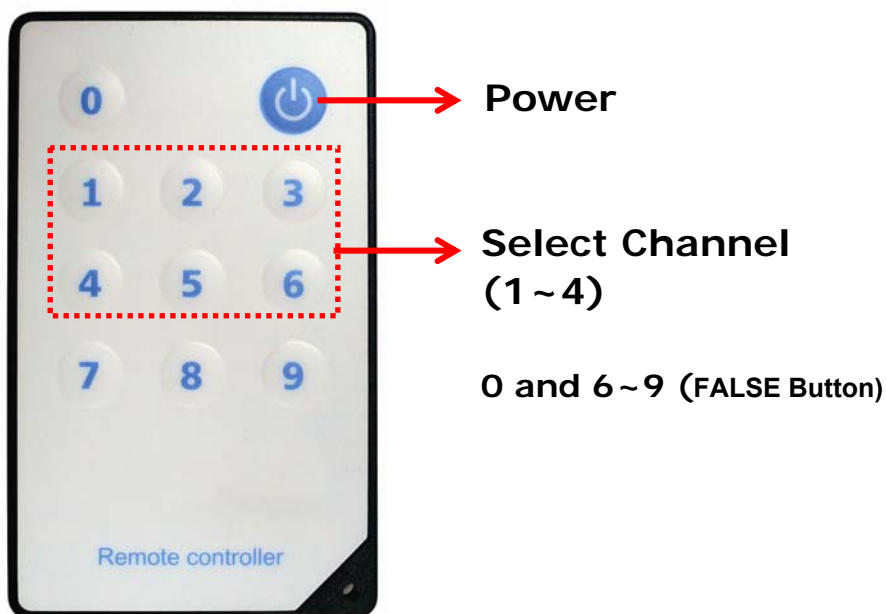 0
Power
1 2 3
Select Channel
4 5 6
(1~4)
7 8 9
0 and 6~9 (FALSE Button)
Remote controller